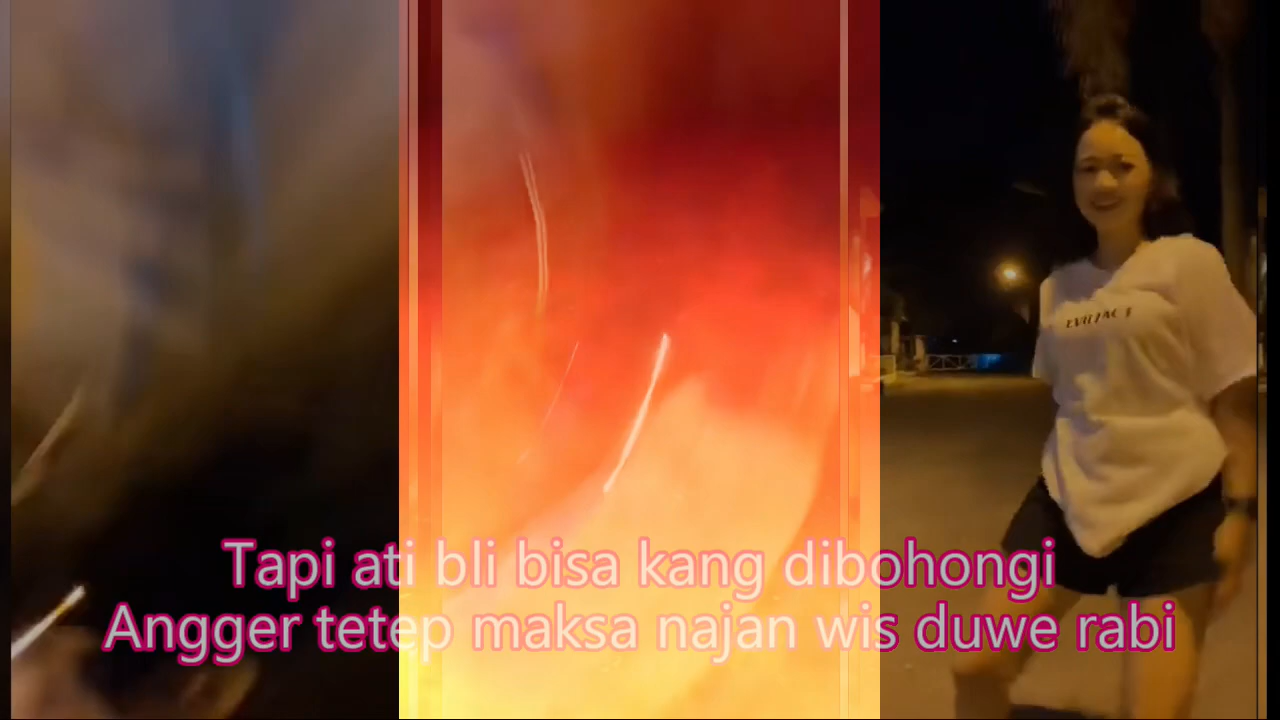 Tapi ati bli bisa kang dibohongi
Angger tetep maksa najan wis duwe rabi